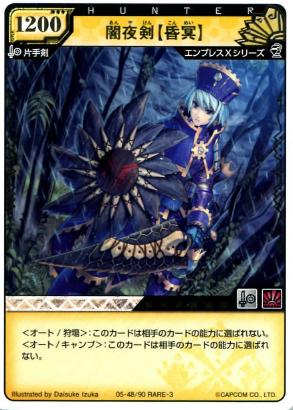 HUNTER
1200
あんやけん こんめい
闇夜剣【昏冥】
片手剣
エンプレスXシリーズ
＜オート / 狩場＞：このカードは相手のカードの能力に選ばれない。
＜オート / キャンプ＞：このカードは相手のカードの能力に選ばれない。
Illustrated by Daisuke Izuka
05-48/90 RARE-3
©CAPCOM CO., LTD.